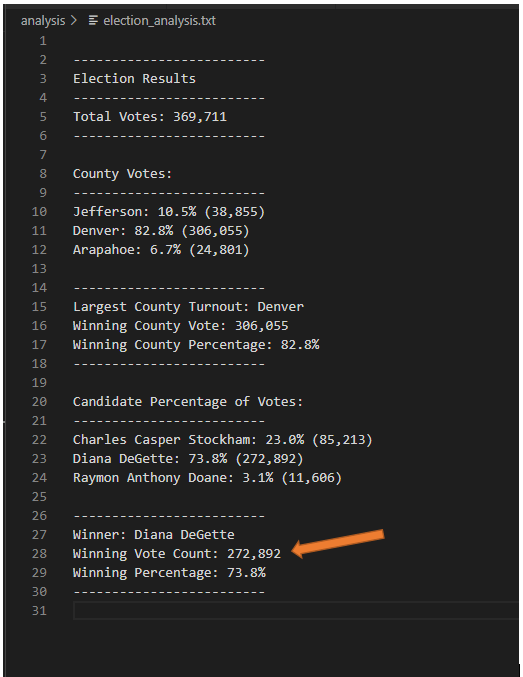 analysis > election_analysis.txt
1
2 -------------------------
3 Election Results
4 -------------------------
5 Total Votes: 369,711
6 -------------------------
7
8 County Votes:
9 -------------------------
10 Jefferson: 10.5% (38,855)
11 Denver: 82.8% (306,055)
12 Arapahoe: 6.7% (24,801)
13
14 -------------------------
15 Largest County Turnout: Denver
16 Winning County Vote: 306,055
17 Winning County Percentage: 82.8%
18 -------------------------
19
20 Candidate Percentage of Votes:
21 -------------------------
22 Charles Casper Stockham: 23.0% (85,213)
23 Diana DeGette: 73.8% (272,892)
24 Raymon Anthony Doane: 3.1% (11,606)
25
26 -------------------------
27 Winner: Diana DeGette
28 Winning Vote Count: 272,892
29 Winning Percentage: 73.8%
30 -------------------------
31